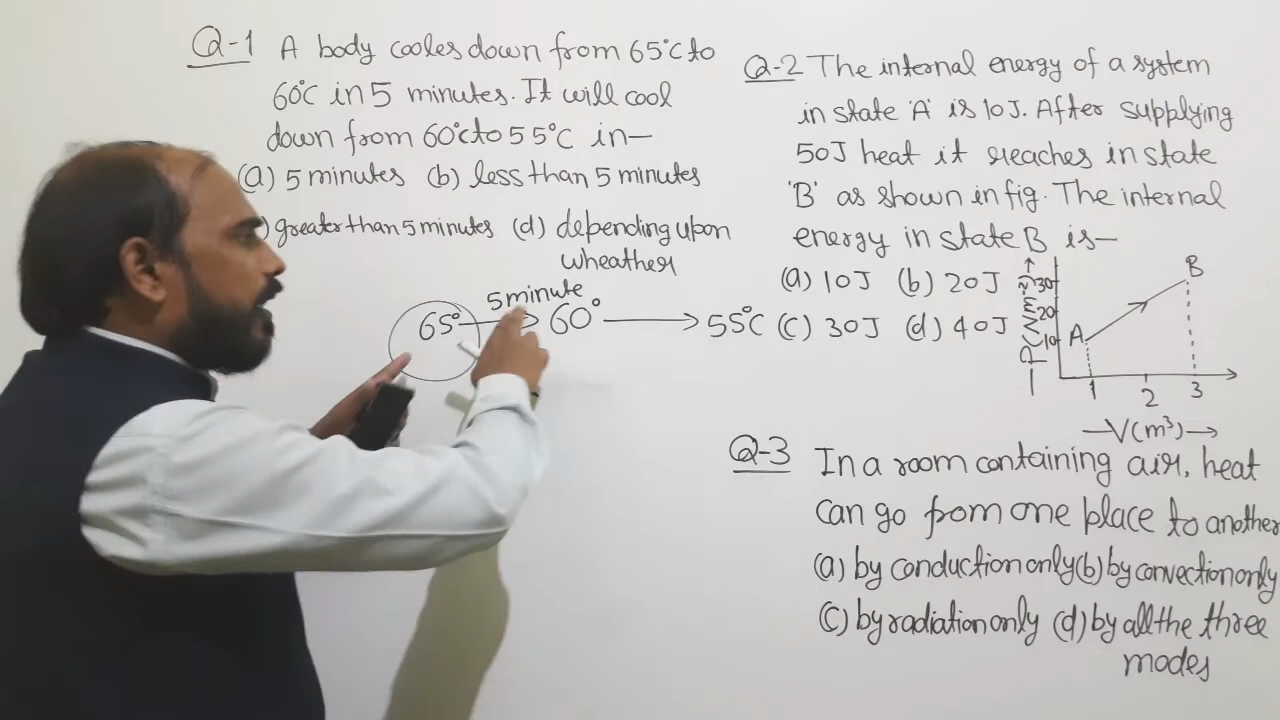 Q-1 A body cooles down from 65°C to
60°C in 5 minutes. It will cool
down from 60°C to 55°C in—
(a) 5 minutes (b) less than 5 minutes
) greater than 5 minutes (d) depending upon
wheather
5 minute
65° 60° 55°C
Q-2 The internal energy of a system
in state 'A' is 10J. After supplying
50J heat it reaches in state
'B' as shown in fig. The internal
energy in state B is—
(a) 10J (b) 20J
(c) 30J (d) 40J
B
30
20
10
A
1 2 3
V(m³)
Q-3 In a room containing air, heat
can go from one place to another
(a) by conduction only (b) by convection only
(c) by radiation only (d) by all the three
modes